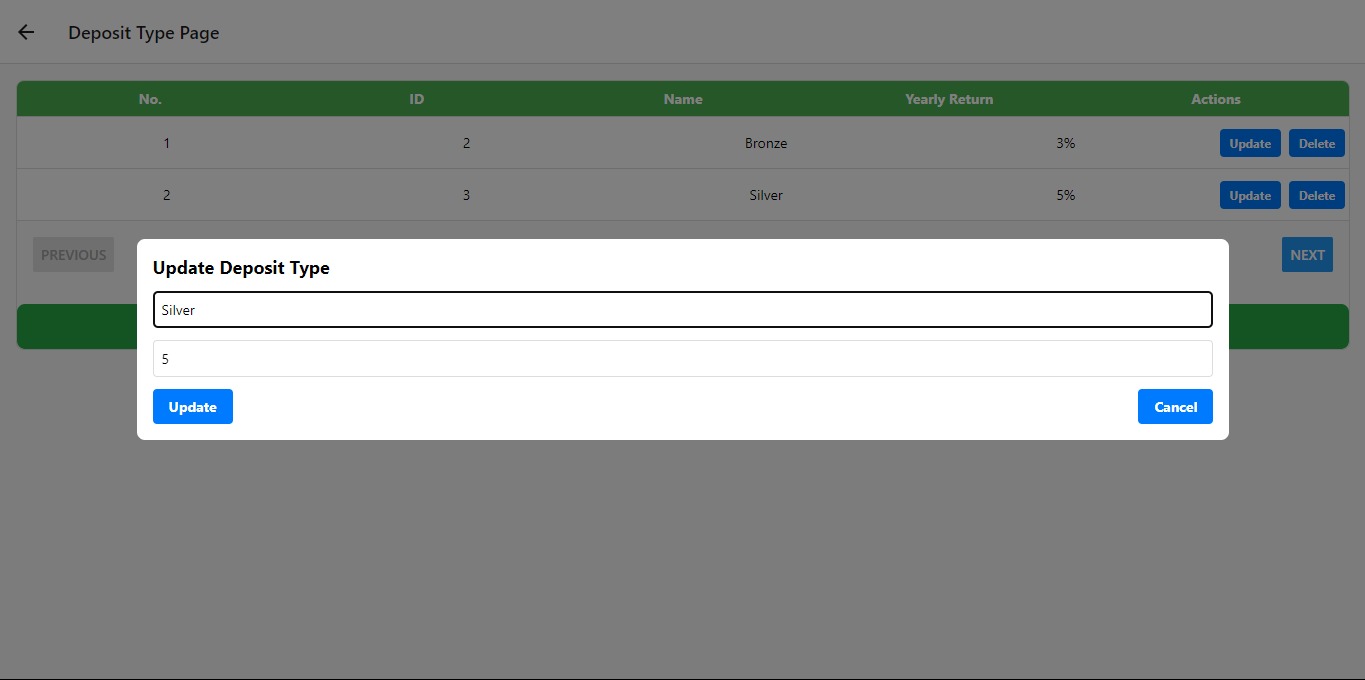 Deposit Type Page
No. ID Name Yearly Return Actions
1 2 Bronze 3% Update Delete
2 3 Silver 5% Update Delete
PREVIOUS NEXT
Update Deposit Type
Silver
5
Update Cancel